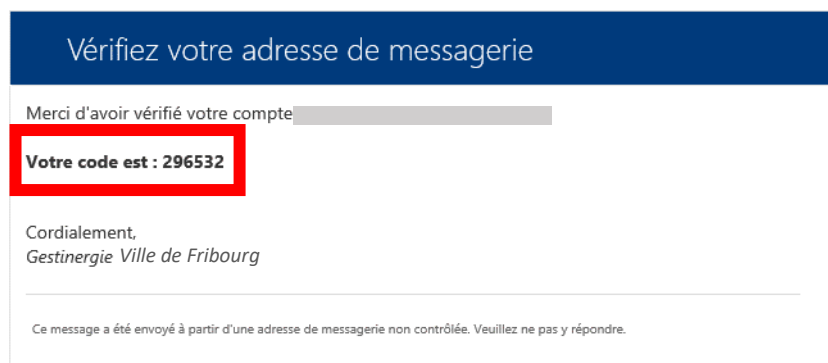 Vérifiez votre adresse de messagerie
Merci d'avoir vérifié votre compte
Votre code est : 296532
Cordialement,
Gestinergie Ville de Fribourg
Ce message a été envoyé à partir d'une adresse de messagerie non contrôlée. Veuillez ne pas y répondre.